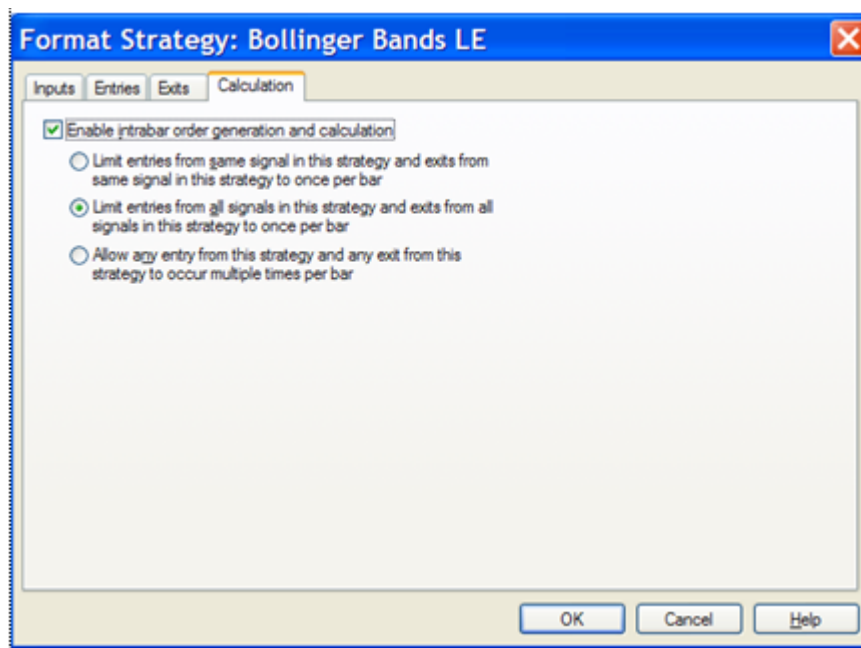 Format Strategy: Bollinger Bands LE
Inputs Entries Exits Calculation
Enable intrabar order generation and calculation
Limit entries from same signal in this strategy and exits from
same signal in this strategy to once per bar
Limit entries from all signals in this strategy and exits from all
signals in this strategy to once per bar
Allow any entry from this strategy and any exit from this
strategy to occur multiple times per bar
OK Cancel Help